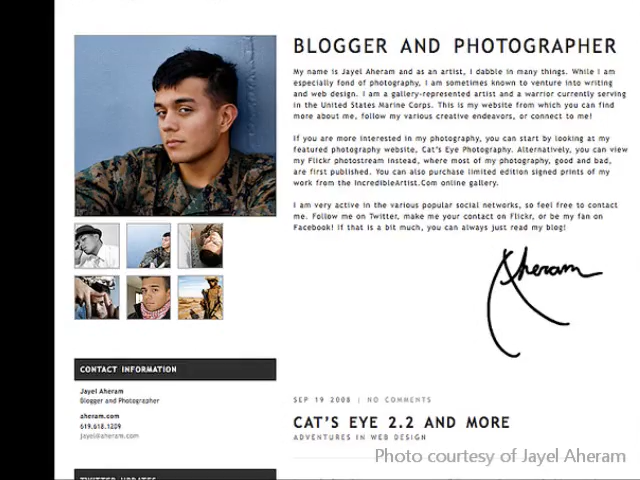 BLOGGER AND PHOTOGRAPHER
My name is Jayel Aheram and as an artist, I dabble in many things. While I am
especially fond of photography, I am sometimes known to venture into writing
and web design. I am a gallery-represented artist and a warrior currently serving
in the United States Marine Corps. This is my website from which you can find
more about me, follow my various creative endeavors, or connect to me!
If you are more interested in my photography, you can start by looking at my
featured photography website, Cat's Eye Photography. Alternatively, you can view
my Flickr photostream instead, where most of my photography, good and bad,
are first published. You can also purchase limited edition signed prints of my
work from the IncredibleArtist.Com online gallery.
I am very active in the various popular social networks, so feel free to contact
me. Follow me on Twitter, make me your contact on Flickr, or be my fan on
Facebook! If that is a bit much, you can always just read my blog!
Aheram
CONTACT INFORMATION
Jayel Aheram
Blogger and Photographer
aheram.com
619.618.1209
jayel@aheram.com
SEP 19 2008 | NO COMMENTS
CAT'S EYE 2.2 AND MORE
ADVENTURES IN WEB DESIGN
Photo courtesy of Jayel Aheram
TWITTER UPDATES